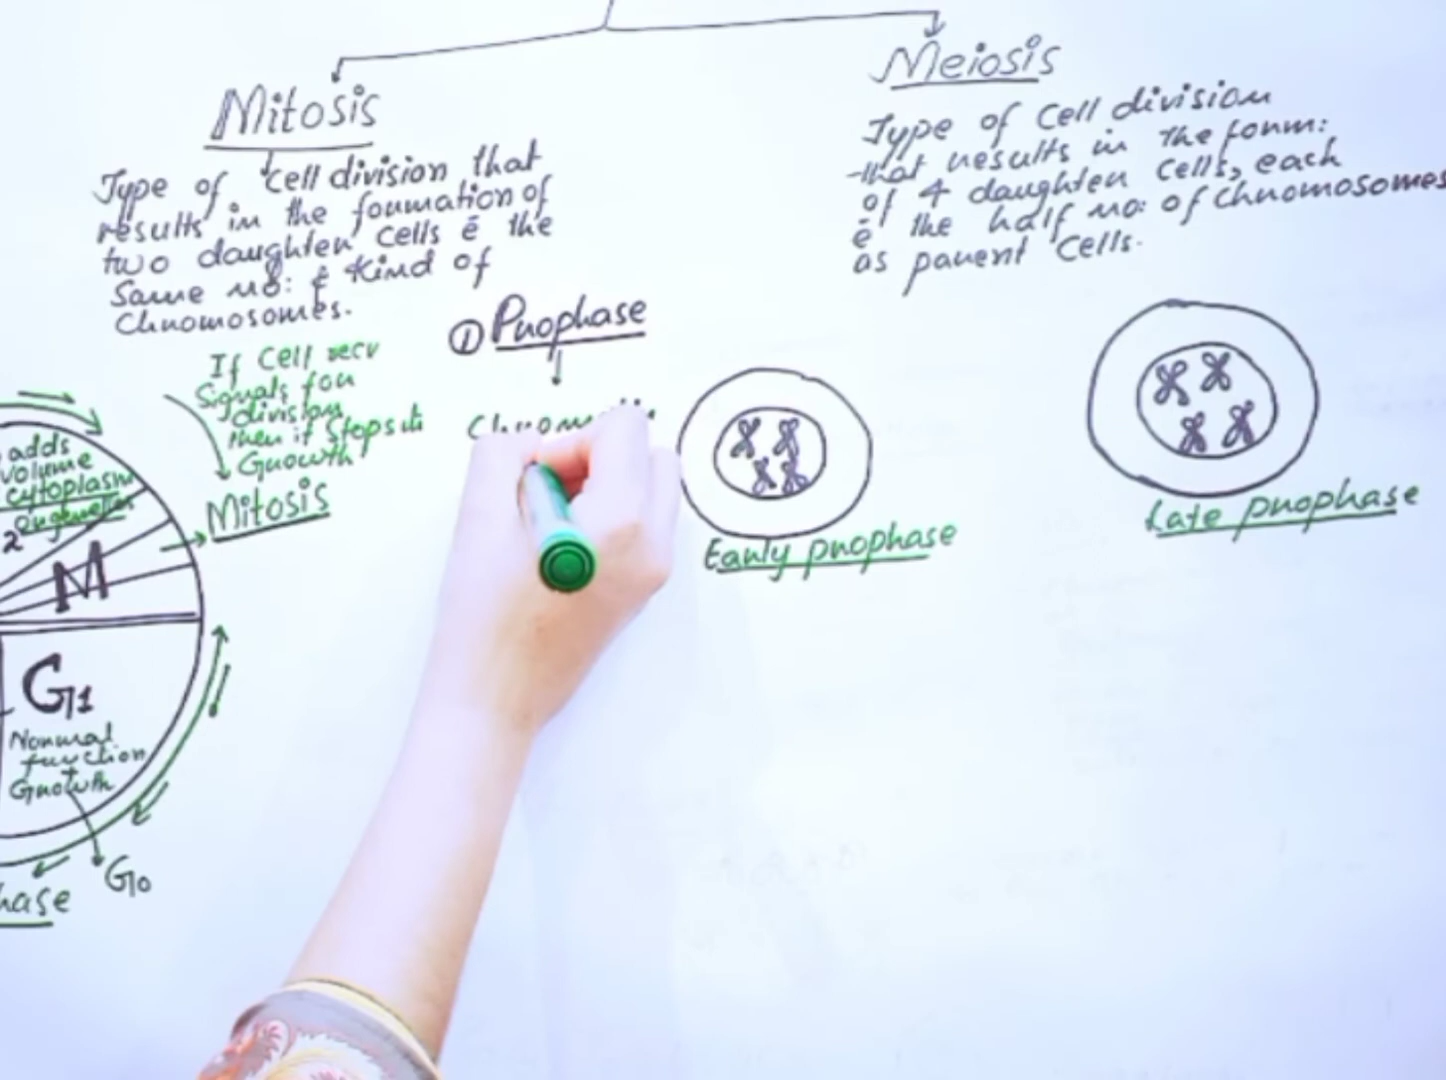 Mitosis
Type of cell division that
results in the foumation of
two daughter cells ē the
Same no: & Kind of
Chromosomes.
Meiosis
Type of Cell division
that results in the form:
of 4 daughter Cells, each
ē the half no: of Chromosomes
as parent Cells.
If Cell recv
Signals for
division
then it Stops it
Growth
Mitosis
① Prophase
adds
volume
cytoplasm
2
M
G1
Normal
function
+
Growth
G0
hase
Early prophase
Late prophase